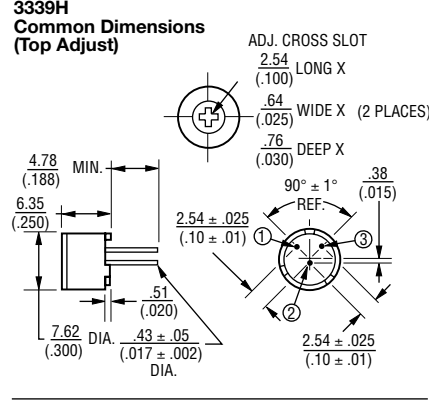 3339H
Common Dimensions
(Top Adjust)
ADJ. CROSS SLOT
2.54
(.100) LONG X
.64
(.025) WIDE X (2 PLACES)
.76
(.030) DEEP X
4.78
(.188) MIN.
6.35
(.250)
90° ± 1°
REF.
.38
(.015)
2.54 ± .025
(.10 ± .01)
1
3
2
.51
(.020)
7.62
(.300) DIA.
.43 ± .05
(.017 ± .002)
DIA.
2.54 ± .025
(.10 ± .01)